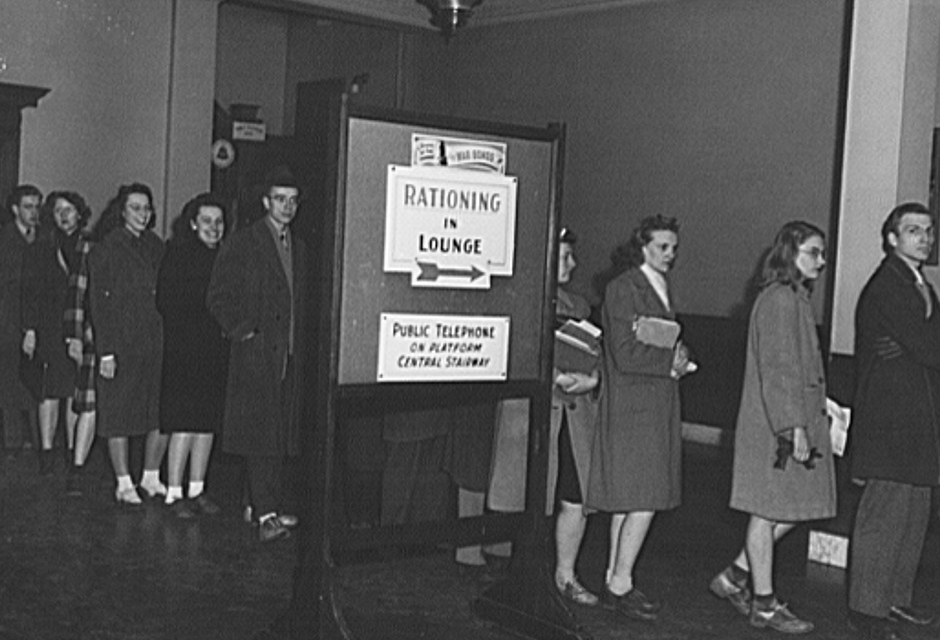 WAR BONDS
RATIONING
IN
LOUNGE
PUBLIC TELEPHONE
ON PLATFORM
CENTRAL STAIRWAY